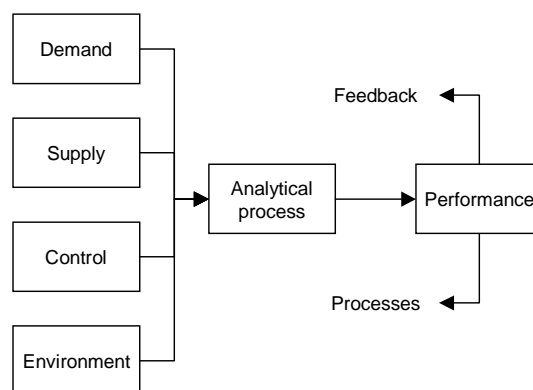 Demand
Supply
Control
Environment
Analytical
process
Performance
Feedback
Processes